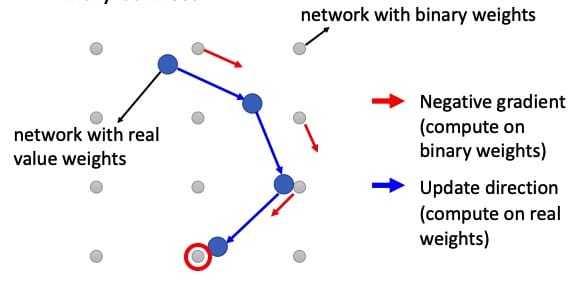 network with binary weights
Negative gradient
(compute on
binary weights)
network with real
value weights
Update direction
(compute on real
weights)